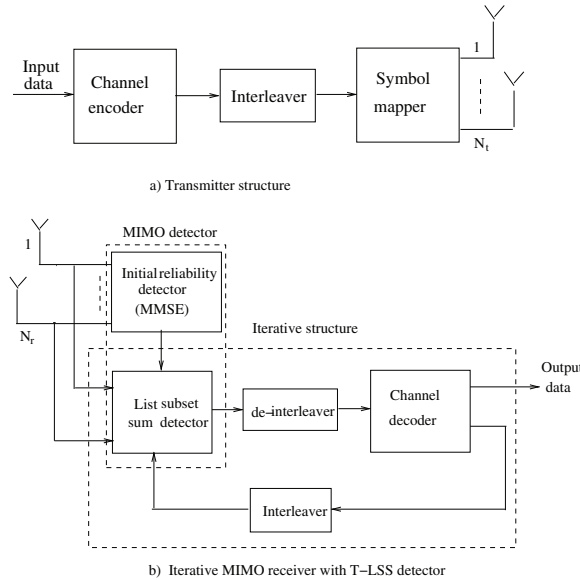 Input
data
Channel
encoder
Interleaver
Symbol
mapper
1
N_t
a) Transmitter structure
MIMO detector
1
N_r
Initial reliability
detector
(MMSE)
Iterative structure
List subset
sum detector
de-interleaver
Channel
decoder
Output
data
Interleaver
b) Iterative MIMO receiver with T-LSS detector